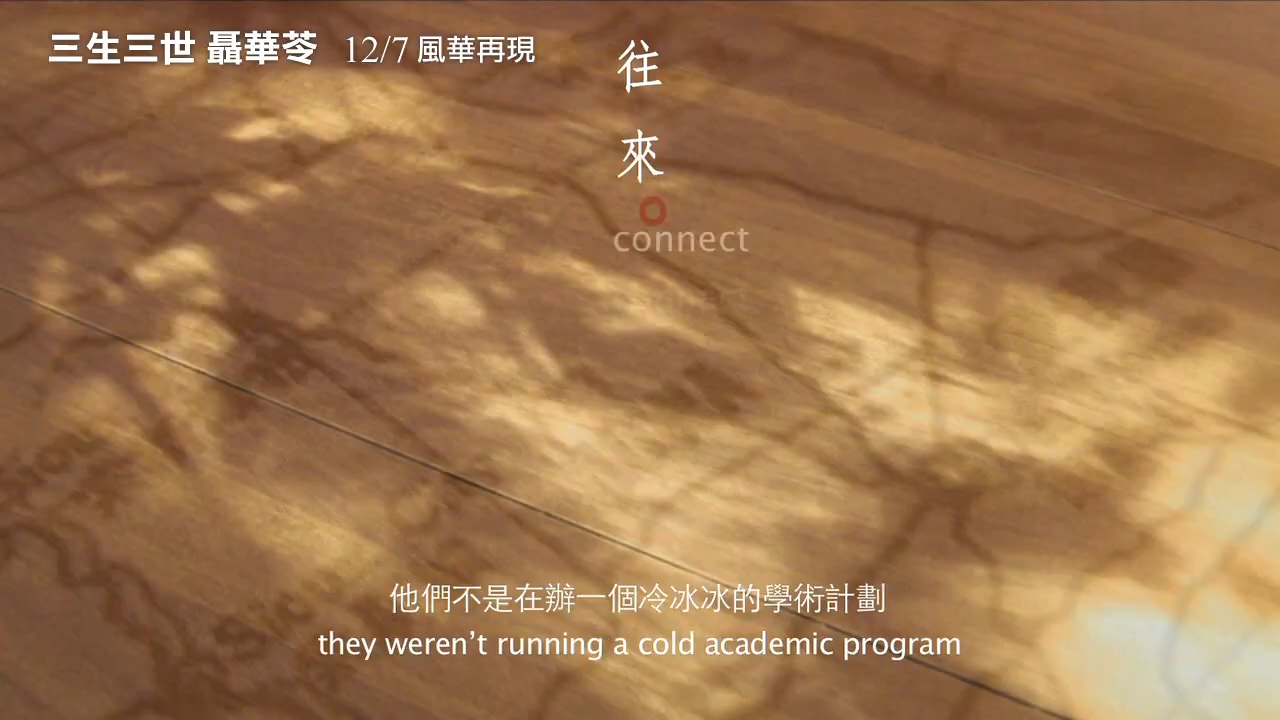 三生三世 聶華苓 12/7 風華再現
往來
connect
他們不是在辦一個冷冰冰的學術計劃
they weren't running a cold academic program